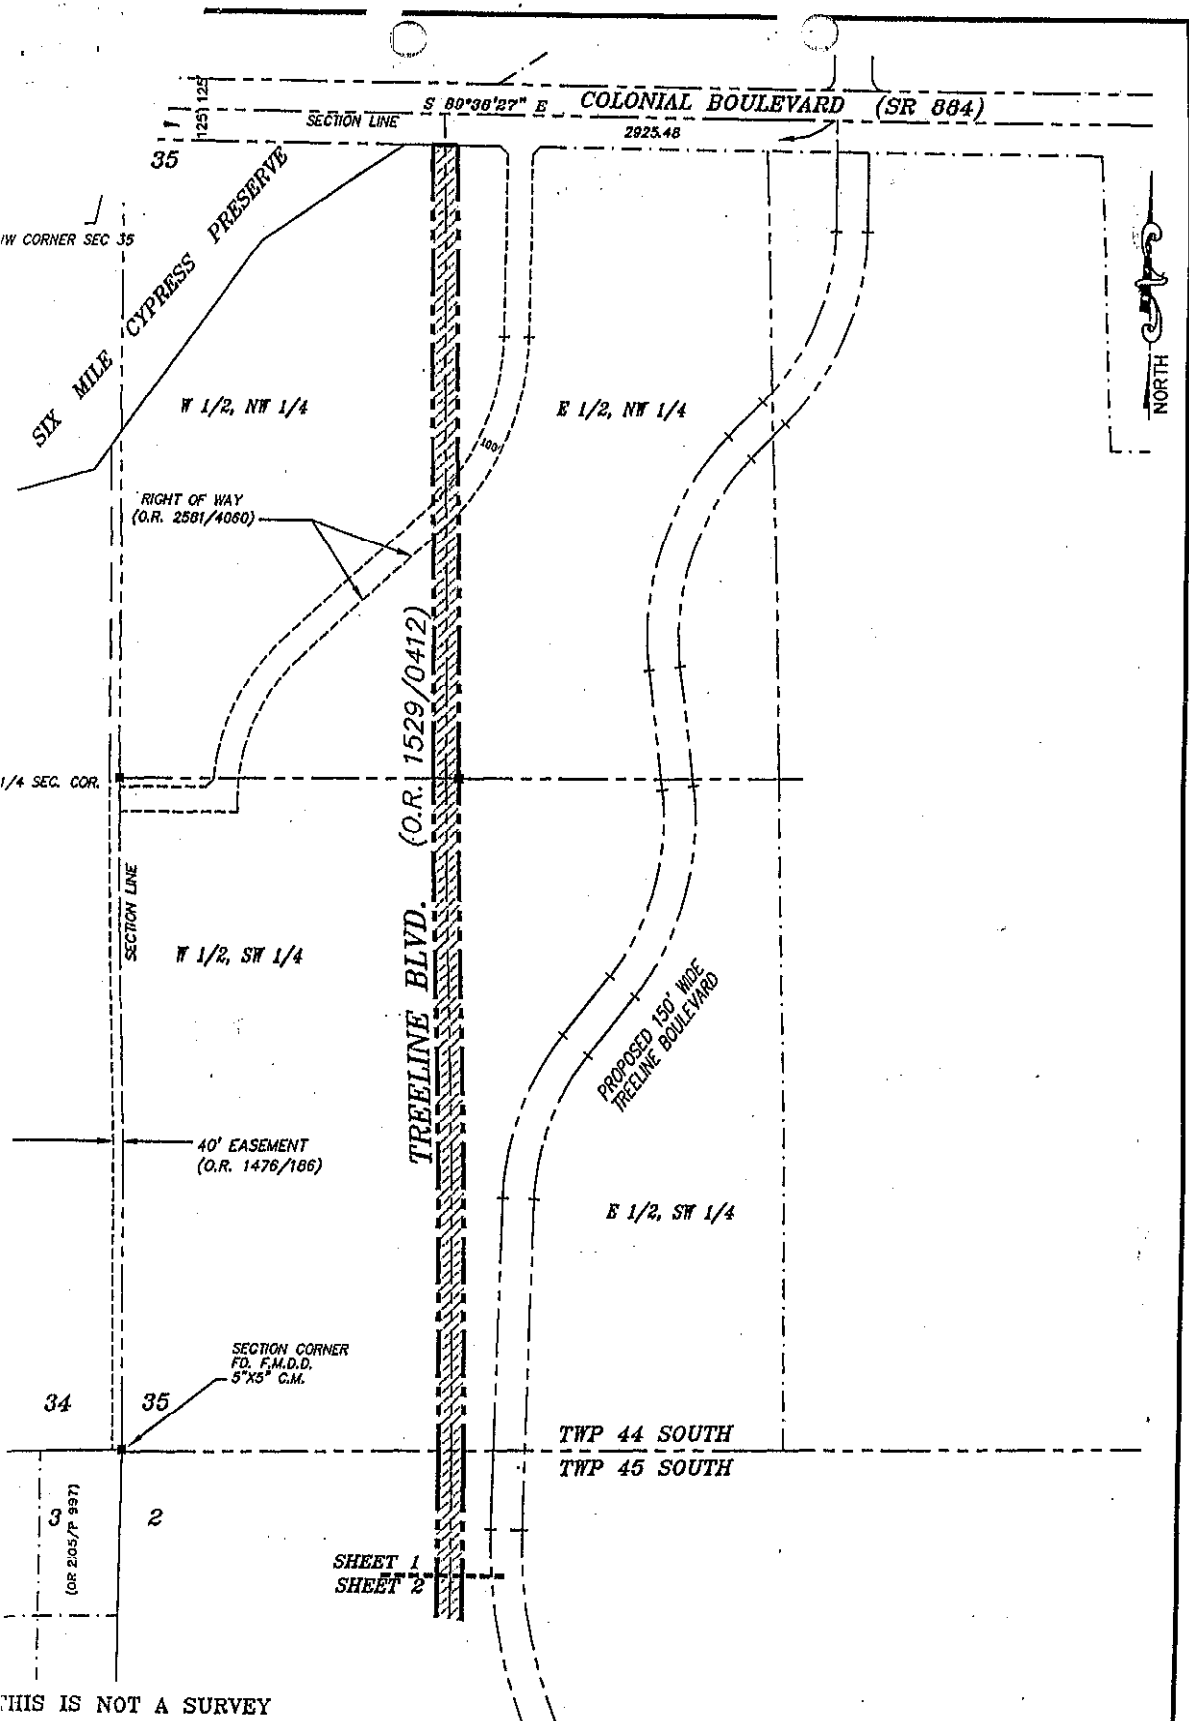 125'
125'
S 89°36'27" E
COLONIAL BOULEVARD (SR 884)
SECTION LINE
2925.48
35
SIX MILE CYPRESS PRESERVE
/W CORNER SEC 35
NORTH
W 1/2, NW 1/4
E 1/2, NW 1/4
100'
RIGHT OF WAY
(O.R. 2581/4060)
TREELINE BLVD. (O.R. 1529/0412)
1/4 SEC. COR.
SECTION LINE
W 1/2, SW 1/4
PROPOSED 150' WIDE
TREELINE BOULEVARD
40' EASEMENT
(O.R. 1476/186)
E 1/2, SW 1/4
SECTION CORNER
FD. F.M.D.D.
5"X5" C.M.
34
35
TWP 44 SOUTH
TWP 45 SOUTH
3
(OR 2105/P 997)
2
SHEET 1
SHEET 2
THIS IS NOT A SURVEY